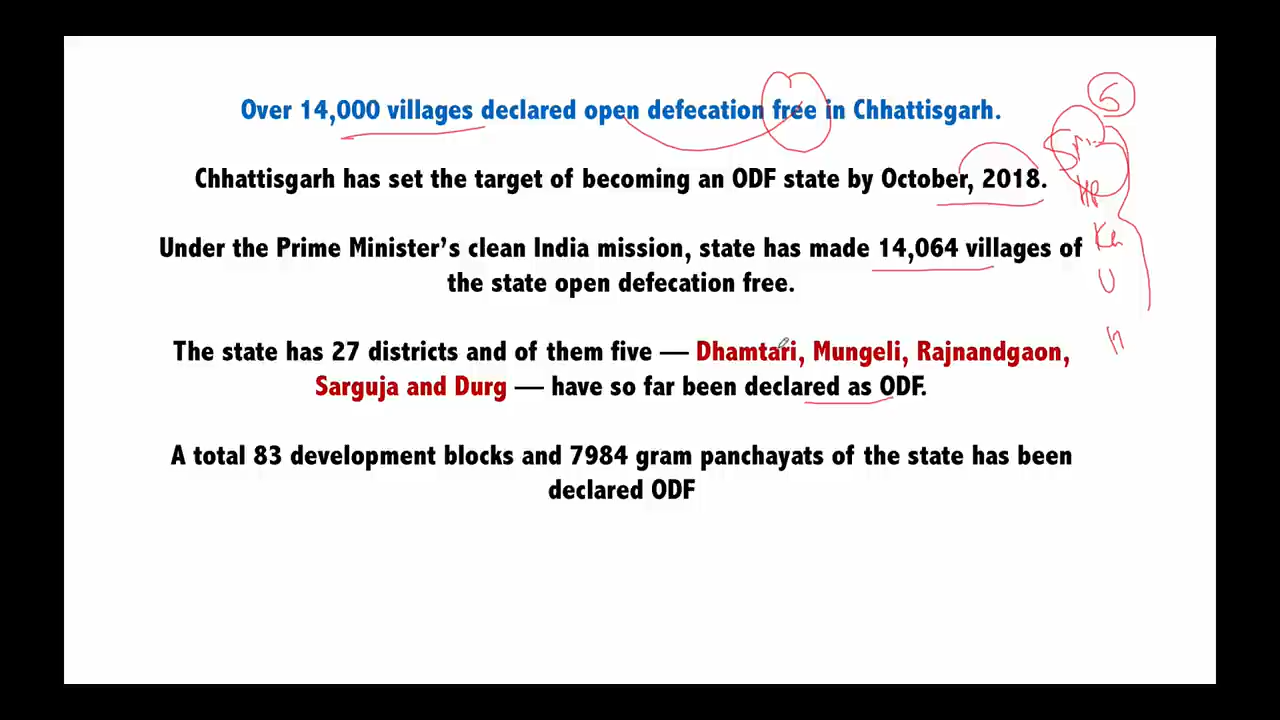 Over 14,000 villages declared open defecation free in Chhattisgarh.
Chhattisgarh has set the target of becoming an ODF state by October, 2018.
Under the Prime Minister’s clean India mission, state has made 14,064 villages of
the state open defecation free.
The state has 27 districts and of them five — Dhamtari, Mungeli, Rajnandgaon,
Sarguja and Durg — have so far been declared as ODF.
A total 83 development blocks and 7984 gram panchayats of the state has been
declared ODF
HP
Ke
U